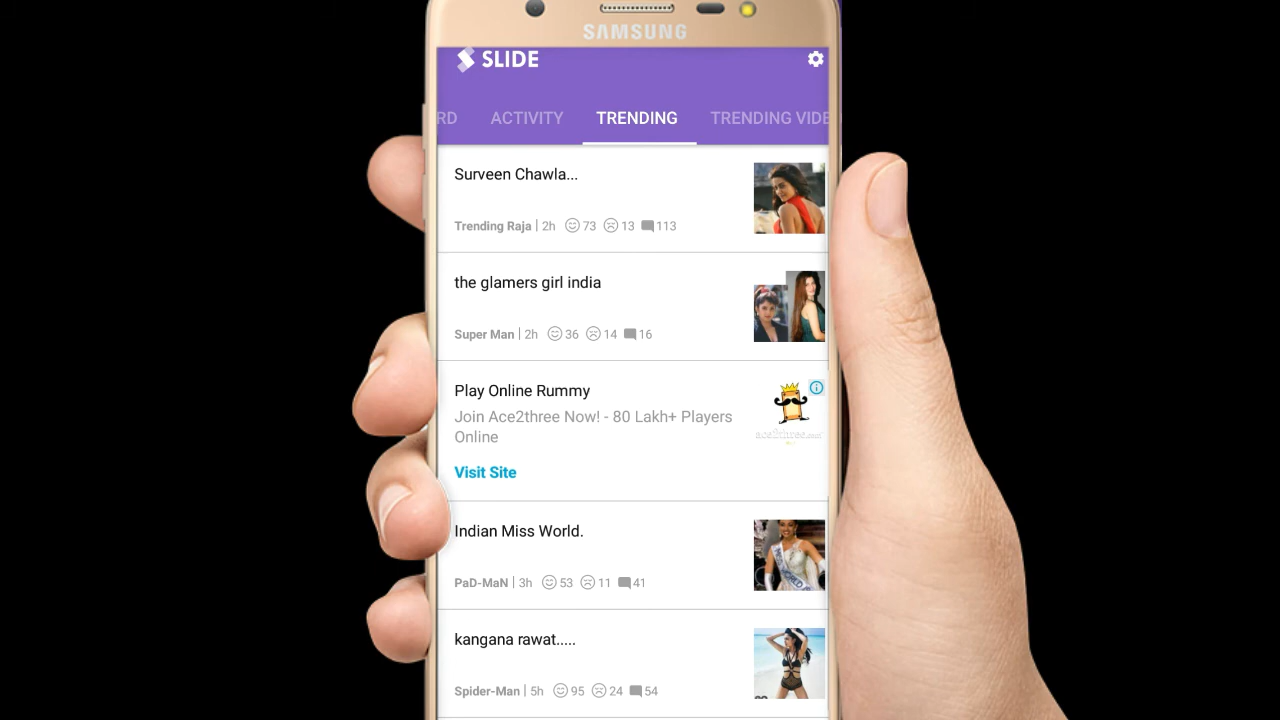 SAMSUNG
SLIDE
RD ACTIVITY TRENDING TRENDING VIDE
Surveen Chawla...
Trending Raja | 2h 73 13 113
the glamers girl india
Super Man | 2h 36 14 16
Play Online Rummy
Join Ace2three Now! - 80 Lakh+ Players
Online
Visit Site
Indian Miss World.
PaD-MaN | 3h 53 11 41
kangana rawat.....
Spider-Man | 5h 95 24 54